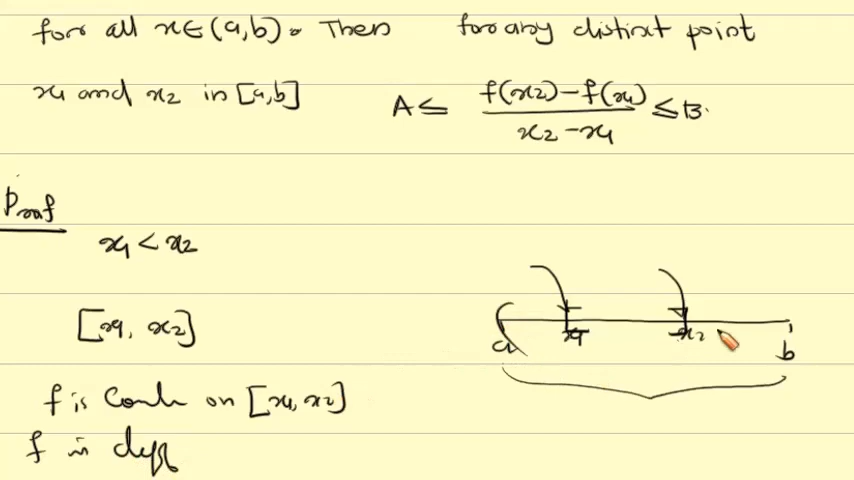 for all x∈(a,b). Then for any distinct point
x1 and x2 in [a,b] A ≤ f(x2)-f(x1) / x2-x1 ≤ B.
Proof
x1 < x2
[x1, x2]
a x1 x2 b
f is Cont on [x1, x2]
f is diff